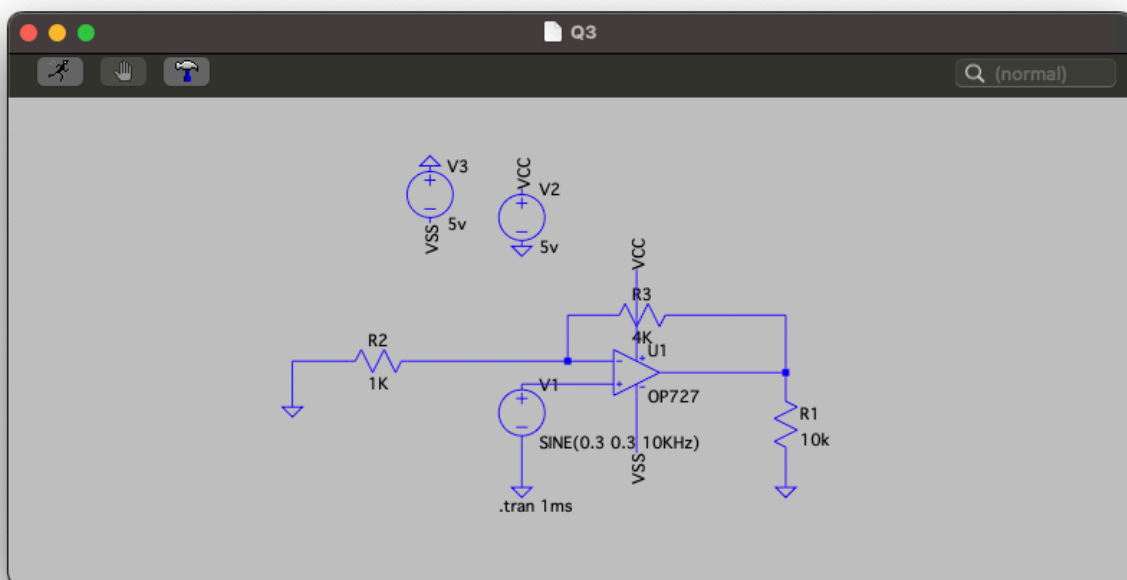 Q3
(normal)
V3
5v
VSS
VCC
V2
5v
VCC
R3
4K
U1
OP727
R2
1K
V1
SINE(0.3 0.3 10KHz)
VSS
R1
10k
.tran 1ms